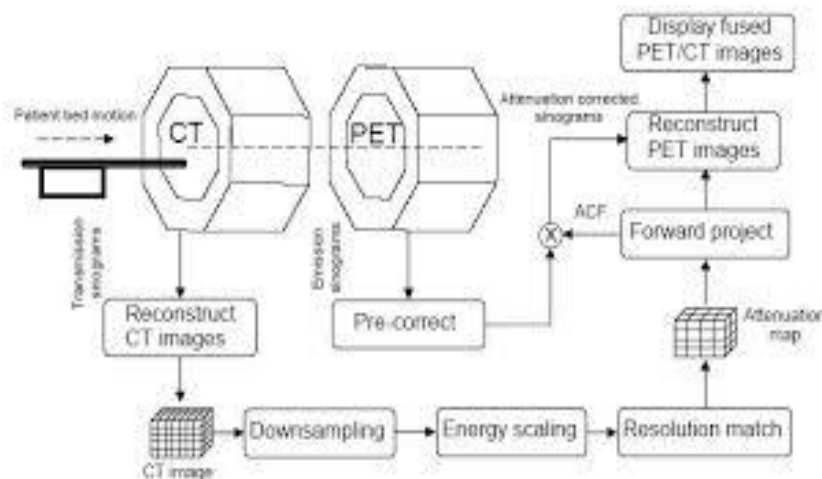 Display fused
PET/CT images
Patient bed motion
CT
PET
Attenuation corrected
sinograms
Reconstruct
PET images
ACF
Forward project
Transmission
sinograms
Emission
sinograms
Reconstruct
CT images
Pre-correct
X
Attenuation
map
Downsampling
Energy scaling
Resolution match
CT image